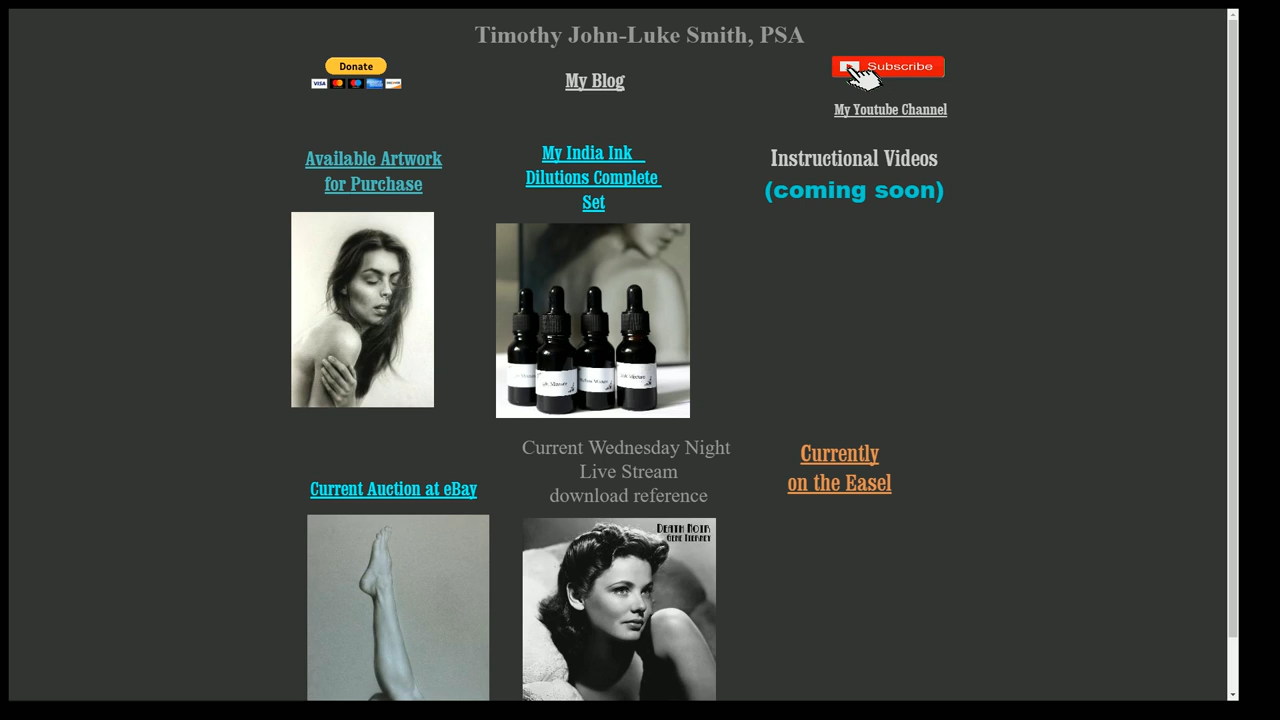 Timothy John-Luke Smith, PSA
Donate
VISA
My Blog
Subscribe
My Youtube Channel
Available Artwork
for Purchase
My India Ink
Dilutions Complete
Set
Instructional Videos
(coming soon)
Current Wednesday Night
Live Stream
download reference
Currently
on the Easel
Current Auction at eBay
DEATH NOIR
GENE TIERNEY